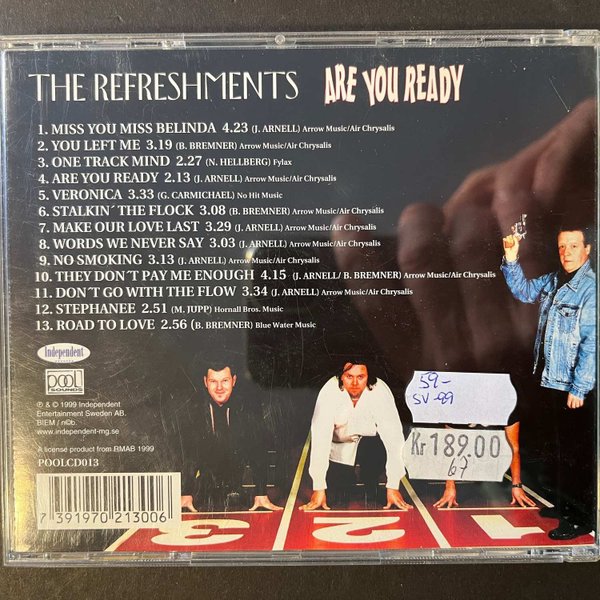 THE REFRESHMENTS ARE YOU READY
1. MISS YOU MISS BELINDA 4.23 (J. ARNELL) Arrow Music/Air Chrysalis
2. YOU LEFT ME 3.19 (B. BREMNER) Arrow Music/Air Chrysalis
3. ONE TRACK MIND 2.27 (N. HELLBERG) Fylax
4. ARE YOU READY 2.13 (J. ARNELL) Arrow Music/Air Chrysalis
5. VERONICA 3.33 (G. CARMICHAEL) No Hit Music
6. STALKIN´ THE FLOCK 3.08 (B. BREMNER) Arrow Music/Air Chrysalis
7. MAKE OUR LOVE LAST 3.29 (J. ARNELL) Arrow Music/Air Chrysalis
8. WORDS WE NEVER SAY 3.03 (J. ARNELL) Arrow Music/Air Chrysalis
9. NO SMOKING 3.13 (J. ARNELL) Arrow Music/Air Chrysalis
10. THEY DON´T PAY ME ENOUGH 4.15 (J. ARNELL/ B. BREMNER) Arrow Music/Air Chrysalis
11. DON´T GO WITH THE FLOW 3.34 (J. ARNELL) Arrow Music/Air Chrysalis
12. STEPHANEE 2.51 (M. JUPP) Hornall Bros. Music
13. ROAD TO LOVE 2.56 (B. BREMNER) Blue Water Music
independent
POOL
SOUNDS
℗ & © 1999 Independent
Entertainment Sweden AB.
BIEM / n©b.
www.independent-mg.se
A license product from RMAB 1999
POOLCD013
7 391970 213006
59-
SV-99
Kr 189.00
67
3 2 1